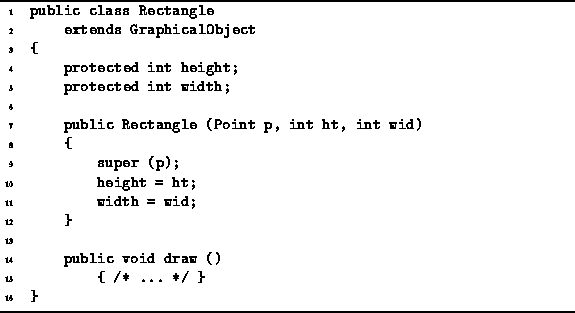 1 public class Rectangle
2 extends GraphicalObject
3 {
4 protected int height;
5 protected int width;
6
7 public Rectangle (Point p, int ht, int wid)
8 {
9 super (p);
10 height = ht;
11 width = wid;
12 }
13
14 public void draw ()
15 { /* ... */ }
16 }